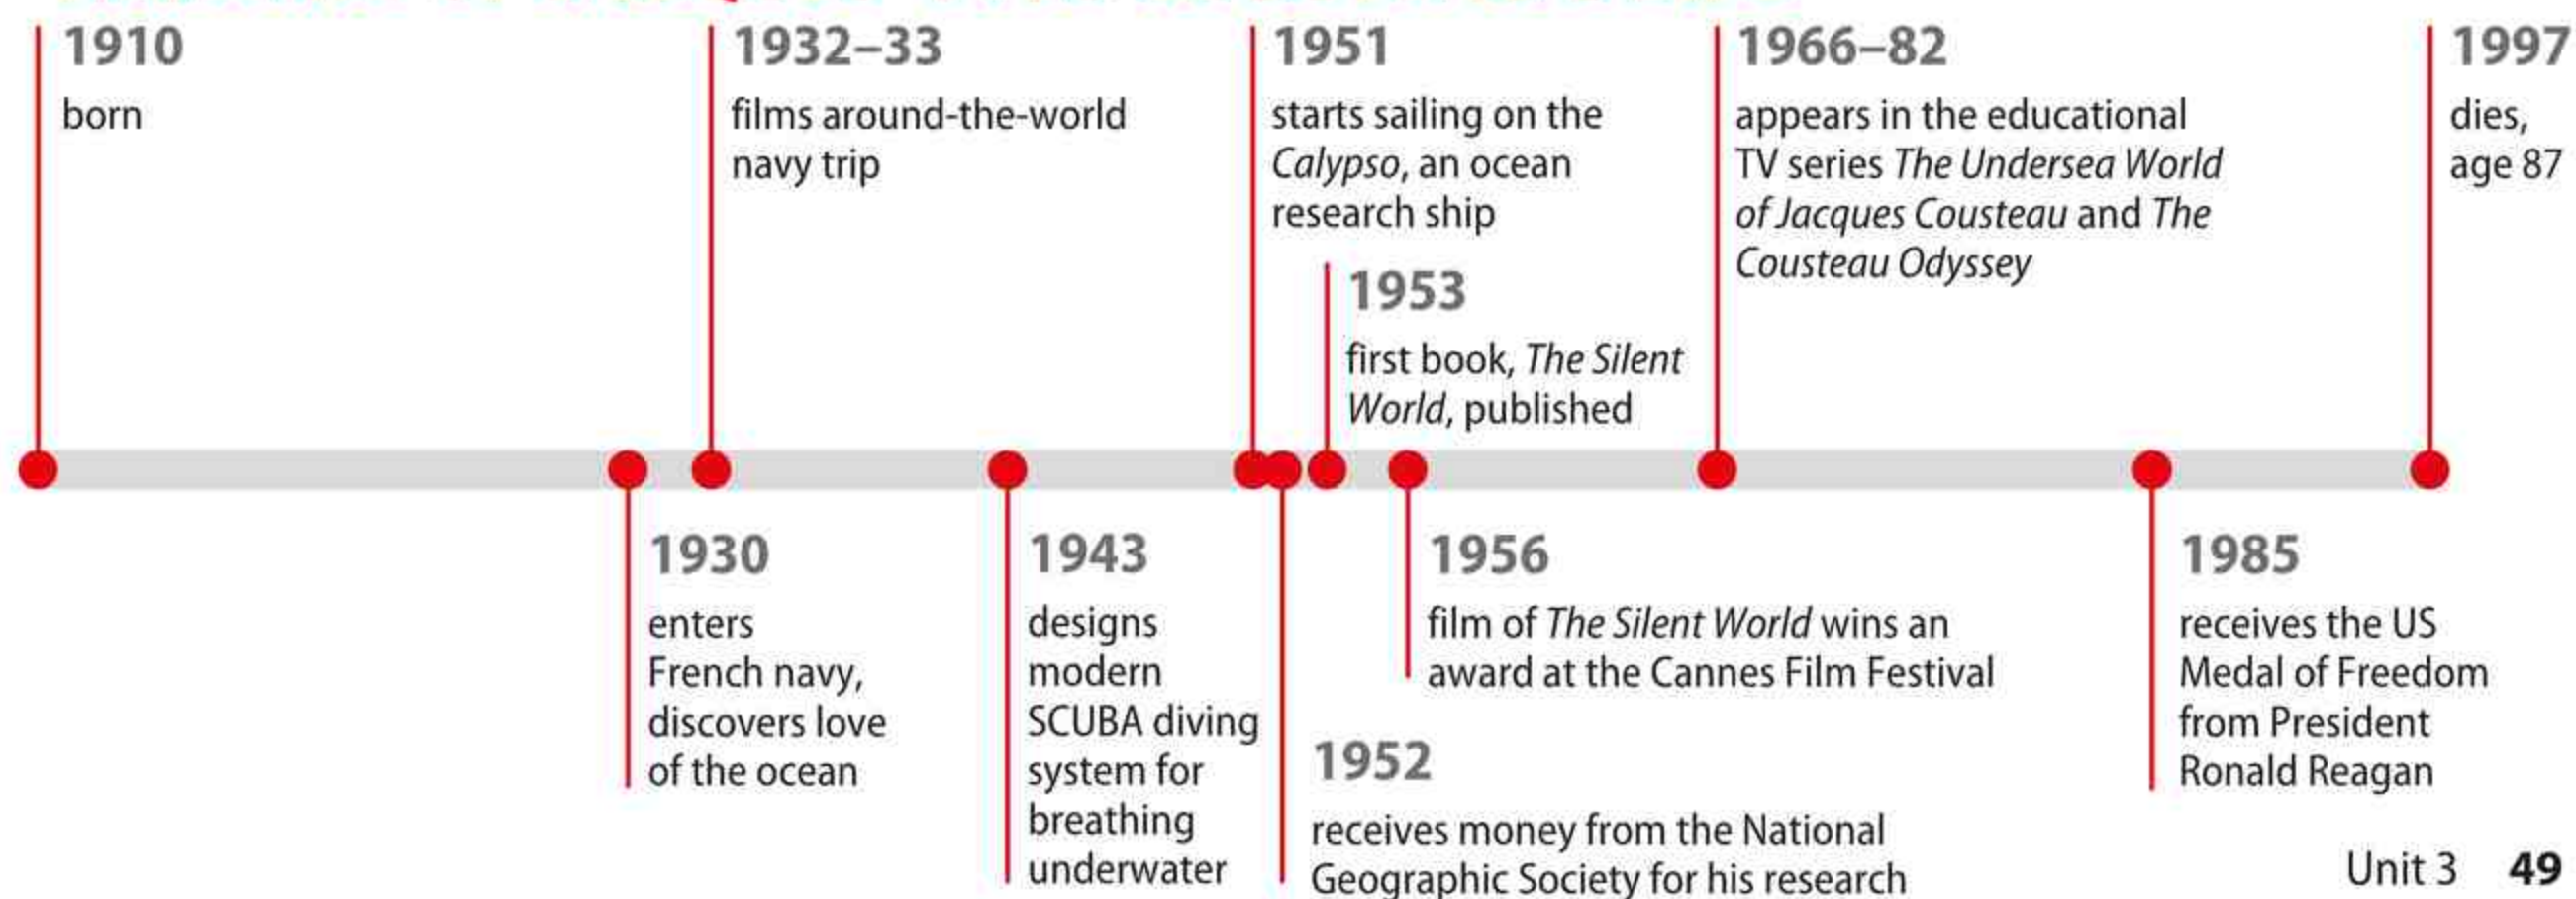 1910
born
1932–33
films around-the-world
navy trip
1951
starts sailing on the
Calypso, an ocean
research ship
1953
first book, The Silent
World, published
1966–82
appears in the educational
TV series The Undersea World
of Jacques Cousteau and The
Cousteau Odyssey
1997
dies,
age 87
1930
enters
French navy,
discovers love
of the ocean
1943
designs
modern
SCUBA diving
system for
breathing
underwater
1952
receives money from the National
Geographic Society for his research
1956
film of The Silent World wins an
award at the Cannes Film Festival
1985
receives the US
Medal of Freedom
from President
Ronald Reagan
Unit 3 49